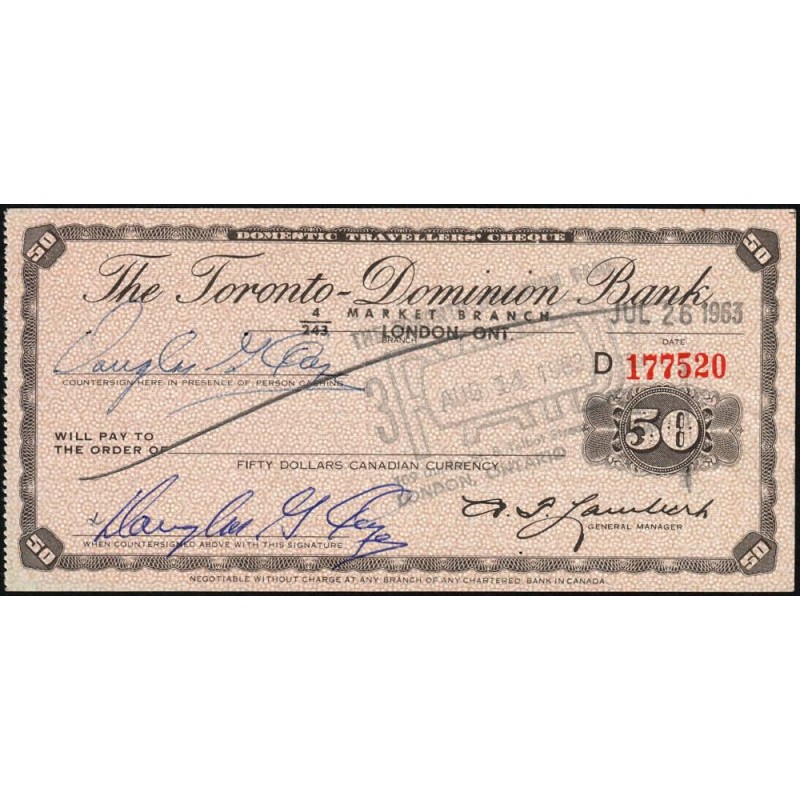 50 50
DOMESTIC TRAVELLERS' CHEQUE
The Toronto-Dominion Bank
4
243
MARKET BRANCH
LONDON, ONT.
BRANCH
JUL 26 1963
DATE
Douglas G
COUNTERSIGN HERE IN PRESENCE OF PERSON CASHING
D 177520
50
WILL PAY TO
THE ORDER OF
FIFTY DOLLARS CANADIAN CURRENCY
LONDON, ONTARIO
Douglas G
WHEN COUNTERSIGNED ABOVE WITH THIS SIGNATURE
Lambert
GENERAL MANAGER
50 50
NEGOTIABLE WITHOUT CHARGE AT ANY BRANCH OF ANY CHARTERED BANK IN CANADA